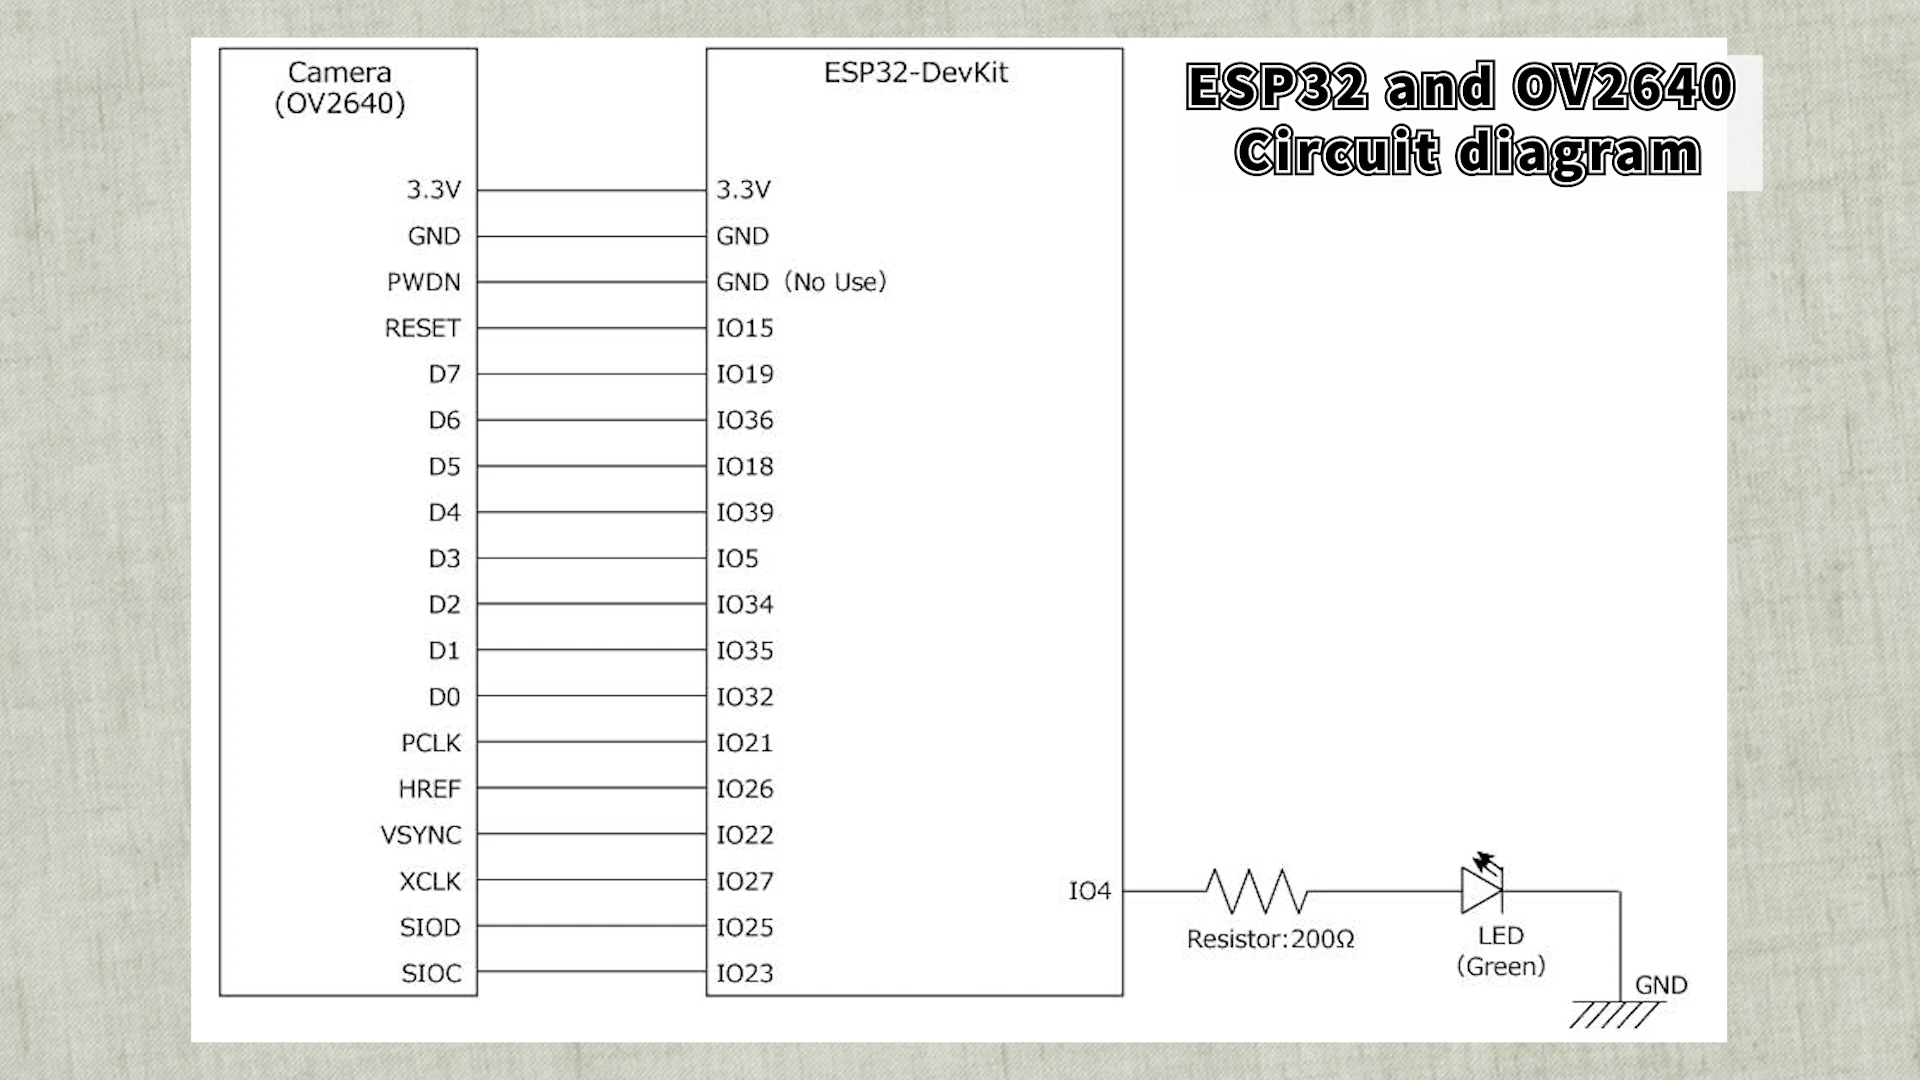 ESP32 and OV2640
Circuit diagram
Camera
(OV2640)
ESP32-DevKit
3.3V 3.3V
GND GND
PWDN GND (No Use)
RESET IO15
D7 IO19
D6 IO36
D5 IO18
D4 IO39
D3 IO5
D2 IO34
D1 IO35
D0 IO32
PCLK IO21
HREF IO26
VSYNC IO22
XCLK IO27
SIOD IO25
SIOC IO23
IO4
Resistor:200Ω
LED
(Green)
GND